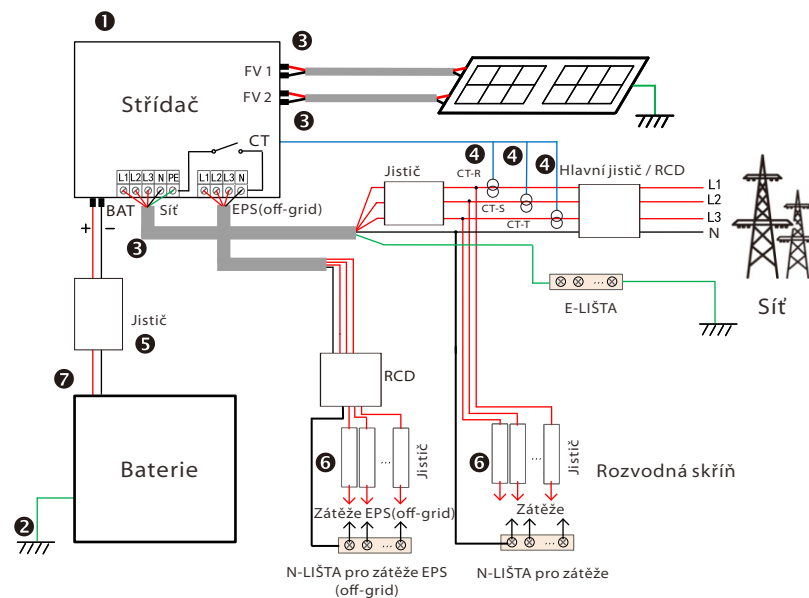 ❶
❸
FV 1
Střídač
FV 2
❸
CT
❹
❹
❹
Jistič
CT-R
Hlavní jistič / RCD
L1
L2
L3
N
PE
L1
L2
L3
N
L1
L2
CT-S
L3
CT-T
N
BAT
Síť
EPS(off-grid)
+
−
❸
E-LIŠTA
Síť
Jistič
❺
❼
RCD
Baterie
❻
...
Jistič
❻
...
Jistič
Rozvodná skříň
Zátěže EPS(off-grid)
Zátěže
❷
...
...
...
N-LIŠTA pro zátěže EPS
(off-grid)
N-LIŠTA pro zátěže